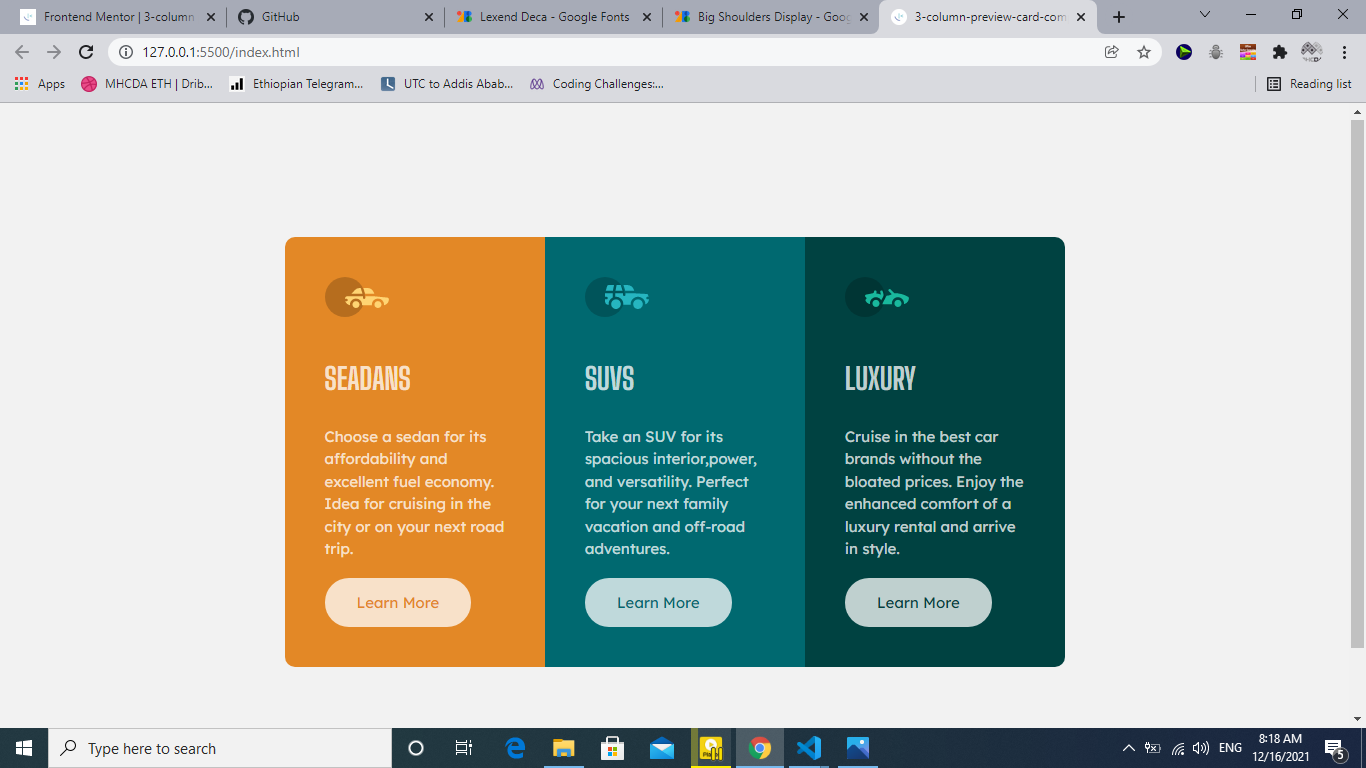 Frontend Mentor | 3-column
GitHub
Lexend Deca - Google Fonts
Big Shoulders Display - Goog
3-column-preview-card-com
127.0.0.1:5500/index.html
Apps
MHCDA ETH | Drib...
Ethiopian Telegram...
UTC to Addis Abab...
Coding Challenges:...
Reading list
SEADANS
Choose a sedan for its
affordability and
excellent fuel economy.
Idea for cruising in the
city or on your next road
trip.
Learn More
SUVS
Take an SUV for its
spacious interior,power,
and versatility. Perfect
for your next family
vacation and off-road
adventures.
Learn More
LUXURY
Cruise in the best car
brands without the
bloated prices. Enjoy the
enhanced comfort of a
luxury rental and arrive
in style.
Learn More
Type here to search
ENG
8:18 AM
12/16/2021
5